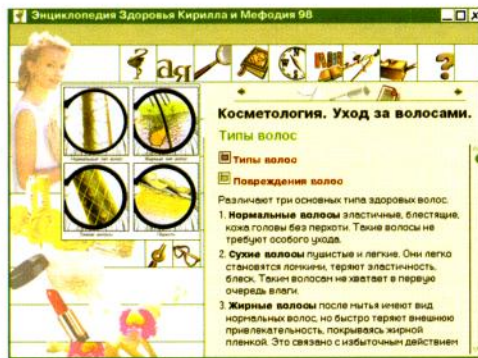 Энциклопедия Здоровья Кирилла и Мефодия 98
ая
?
Нормальный тип волос
Косметология. Уход за волосами.
Типы волос
Типы волос
Повреждения волос
Различают три основных типа здоровых волос.
1. Нормальные волосы эластичные, блестящие,
кожа головы без перхоти. Такие волосы не
требуют особого ухода.
2. Сухие волосы пушистые и легкие. Они легко
становятся ломкими, теряют эластичность,
блеск. Таким волосам не хватает в первую
очередь влаги.
3. Жирные волосы после мытья имеют вид
нормальных волос, но быстро теряют внешнюю
привлекательность, покрываясь жирной
пленкой. Это связано с избыточным действием